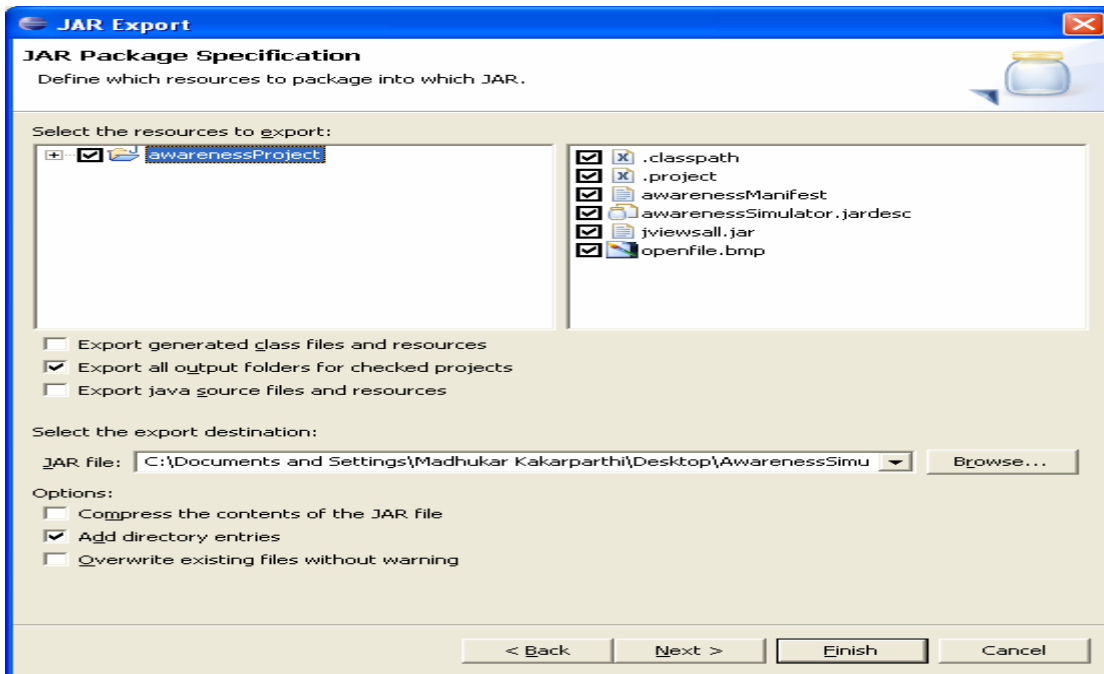 JAR Export
JAR Package Specification
Define which resources to package into which JAR.
Select the resources to export:
awarenessProject
.classpath
.project
awarenessManifest
awarenessSimulator.jardesc
jviewsall.jar
openfile.bmp
Export generated class files and resources
Export all output folders for checked projects
Export java source files and resources
Select the export destination:
JAR file: C:\Documents and Settings\Madhukar Kakarparthi\Desktop\AwarenessSimu Browse...
Options:
Compress the contents of the JAR file
Add directory entries
Overwrite existing files without warning
< Back Next > Finish Cancel